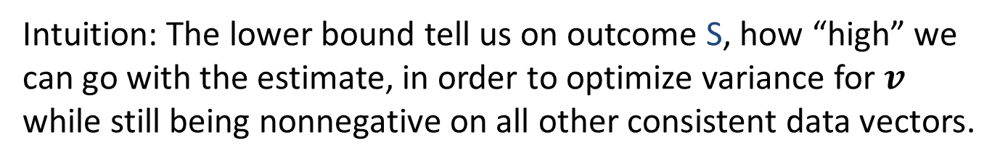 Intuition: The lower bound tell us on outcome S, how “high” we
can go with the estimate, in order to optimize variance for v
while still being nonnegative on all other consistent data vectors.